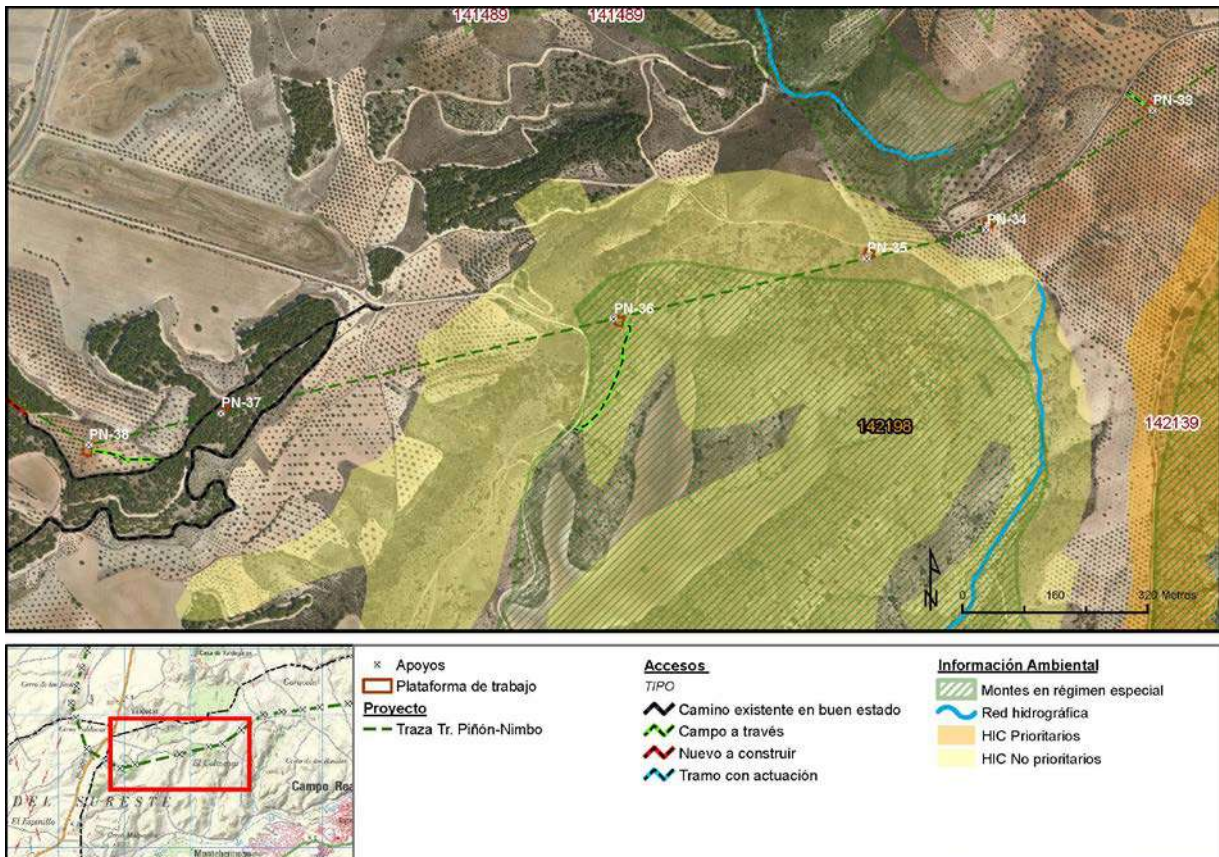 141489
141489
PN-33
PN-34
PN-35
PN-36
PN-37
PN-38
142198
142139
0
160
320 Metros
Apoyos
Plataforma de trabajo
Proyecto
Traza Tr. Piñón-Nimbo
Accesos
TIPO
Camino existente en buen estado
Campo a través
Nuevo a construir
Tramo con actuación
Información Ambiental
Montes en régimen especial
Red hidrográfica
HIC Prioritarios
HIC No prioritarios
DEL SURESTE
Campo Rea